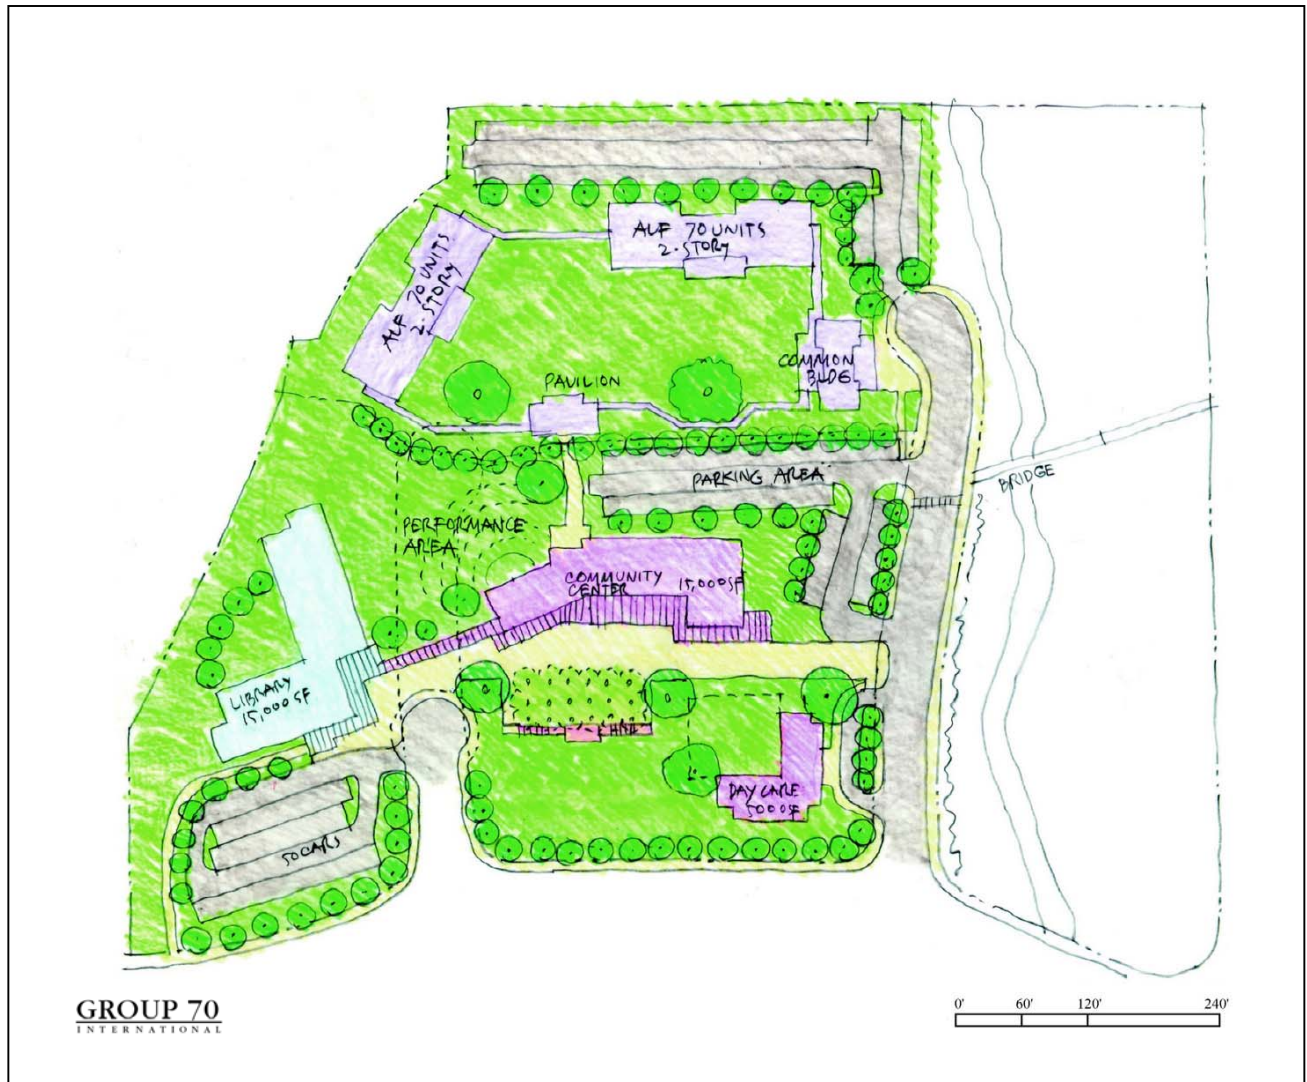 ALF 70 UNITS
2-STORY
ALF 70 UNITS
2-STORY
COMMON
BLDG
PAVILION
PARKING AREA
BRIDGE
PERFORMANCE
AREA
COMMUNITY
CENTER
15,000 SF
LIBRARY
15,000 SF
DAY CARE
5000 SF
50 CARS
GROUP 70
INTERNATIONAL
0' 60' 120' 240'